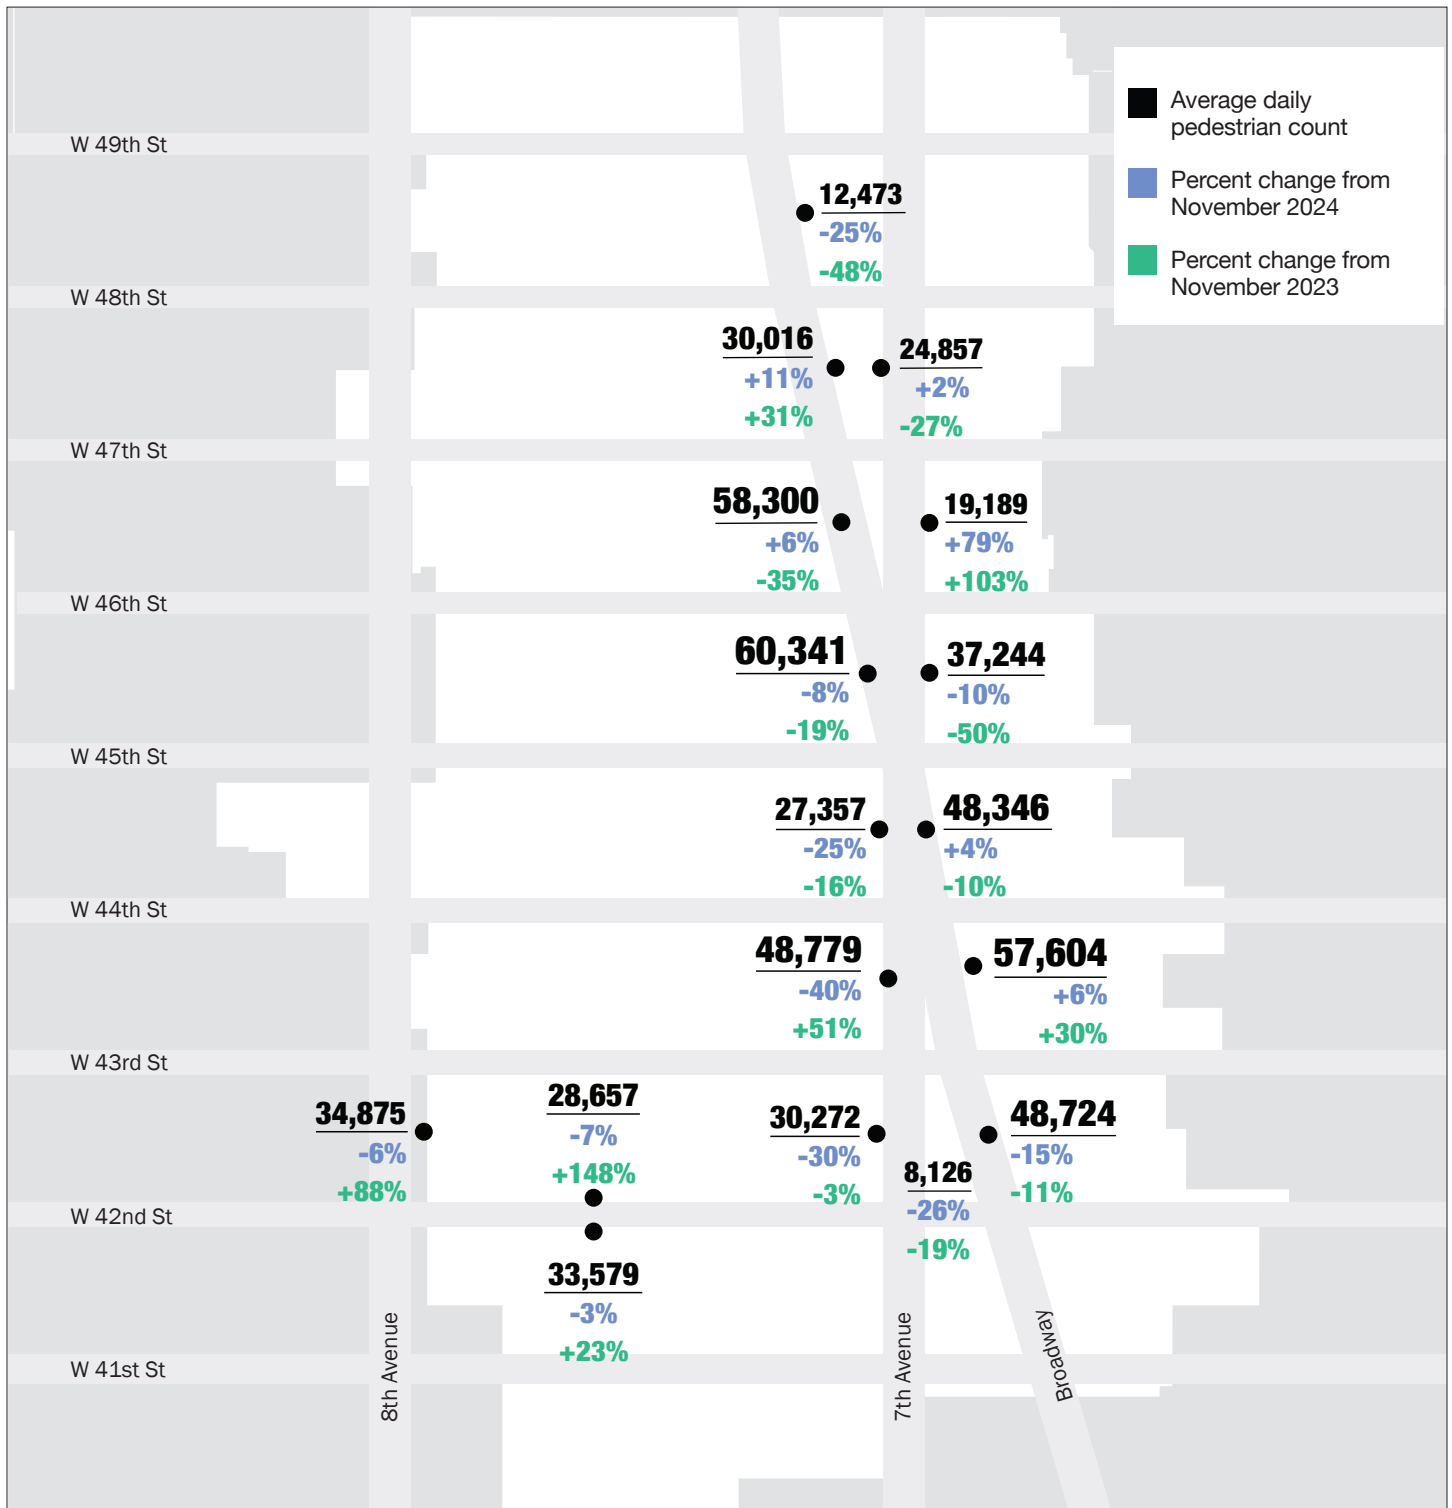 Average daily
pedestrian count
Percent change from
November 2024
Percent change from
November 2023
W 49th St
12,473
-25%
-48%
W 48th St
30,016
+11%
+31%
24,857
+2%
-27%
W 47th St
58,300
+6%
-35%
19,189
+79%
+103%
W 46th St
60,341
-8%
-19%
37,244
-10%
-50%
W 45th St
27,357
-25%
-16%
48,346
+4%
-10%
W 44th St
48,779
-40%
+51%
57,604
+6%
+30%
W 43rd St
34,875
-6%
+88%
28,657
-7%
+148%
30,272
-30%
-3%
8,126
-26%
-19%
48,724
-15%
-11%
W 42nd St
33,579
-3%
+23%
W 41st St
8th Avenue
7th Avenue
Broadway